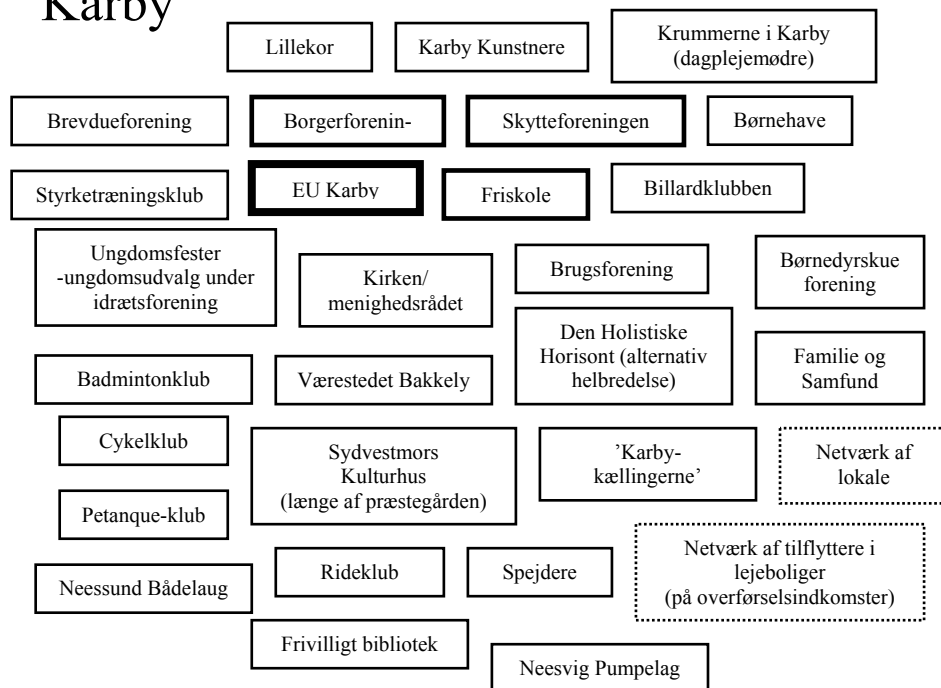 Karby
Lillekor
Karby Kunstnere
Krummerne i Karby
(dagplejemødre)
Brevdueforening
Borgerforenin-
Skytteforeningen
Børnehave
Styrketræningsklub
EU Karby
Friskole
Billardklubben
Ungdomsfester
-ungdomsudvalg under
idrætsforening
Kirken/
menighedsrådet
Brugsforening
Børnedyrskue
forening
Den Holistiske
Horisont (alternativ
helbredelse)
Familie og
Samfund
Badmintonklub
Værestedet Bakkely
Cykelklub
Sydvestmors
Kulturhus
(længe af præstegården)
’Karby-
kællingerne’
Netværk af
lokale
Petanque-klub
Netværk af tilflyttere i
lejeboliger
(på overførselsindkomster)
Neessund Bådelaug
Rideklub
Spejdere
Frivilligt bibliotek
Neesvig Pumpelag